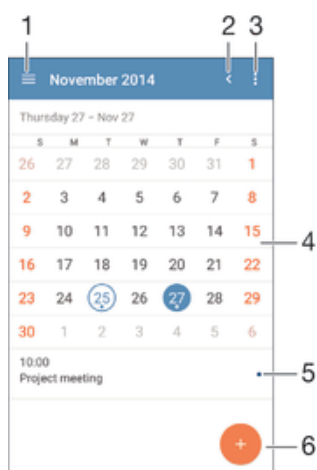 1 2 3
November 2014
Thursday 27 – Nov 27
S M T W T F S
26 27 28 29 30 31 1
2 3 4 5 6 7 8
9 10 11 12 13 14 15
4
16 17 18 19 20 21 22
23 24 25 26 27 28 29
30 1 2 3 4 5 6
10:00
Project meeting
5
6